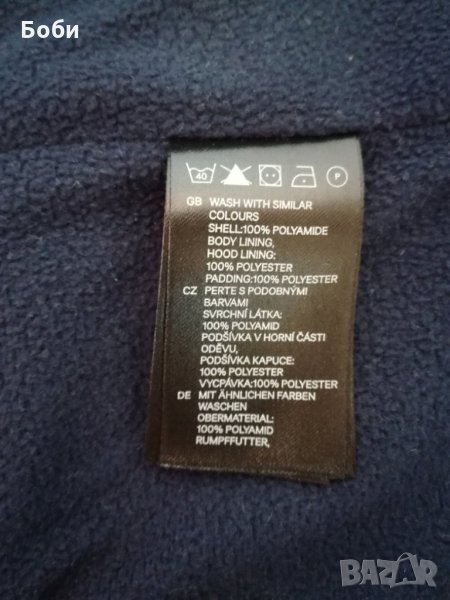 Боби
40
P
GB WASH WITH SIMILAR
COLOURS
SHELL:100% POLYAMIDE
BODY LINING,
HOOD LINING:
100% POLYESTER
PADDING:100% POLYESTER
CZ PERTE S PODOBNÝMI
BARVAMI
SVRCHNÍ LÁTKA:
100% POLYAMID
PODŠÍVKA V HORNÍ ČÁSTI
ODĚVU,
PODŠÍVKA KAPUCE:
100% POLYESTER
VYCPÁVKA:100% POLYESTER
DE MIT ÄHNLICHEN FARBEN
WASCHEN
OBERMATERIAL:
100% POLYAMID
RUMPFFUTTER,
BAZAR